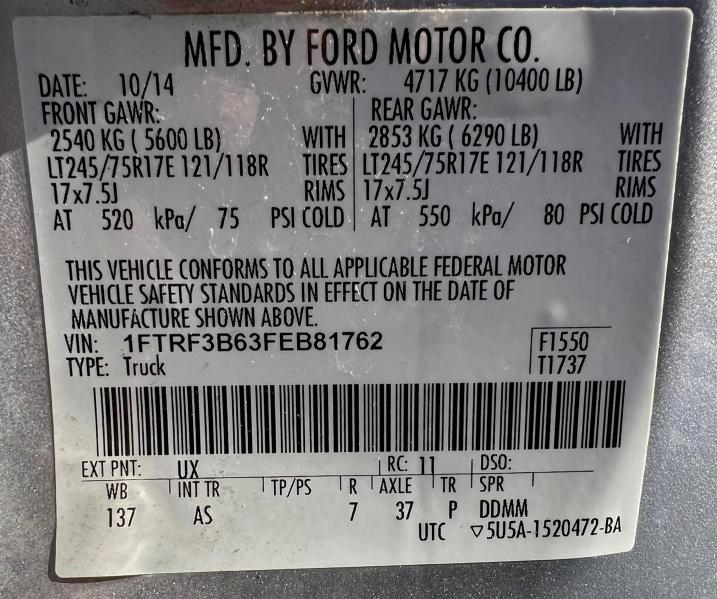 MFD. BY FORD MOTOR CO.
DATE: 10/14 GVWR: 4717 KG (10400 LB)
FRONT GAWR: REAR GAWR:
2540 KG ( 5600 LB) WITH 2853 KG ( 6290 LB) WITH
LT245/75R17E 121/118R TIRES LT245/75R17E 121/118R TIRES
17x7.5J RIMS 17x7.5J RIMS
AT 520 kPa/ 75 PSI COLD AT 550 kPa/ 80 PSI COLD
THIS VEHICLE CONFORMS TO ALL APPLICABLE FEDERAL MOTOR
VEHICLE SAFETY STANDARDS IN EFFECT ON THE DATE OF
MANUFACTURE SHOWN ABOVE.
VIN: 1FTRF3B63FEB81762 F1550
TYPE: Truck T1737
EXT PNT: UX RC: 11 DSO:
WB INT TR TP/PS R AXLE TR SPR
137 AS 7 37 P DDMM
UTC ▽5U5A-1520472-BA